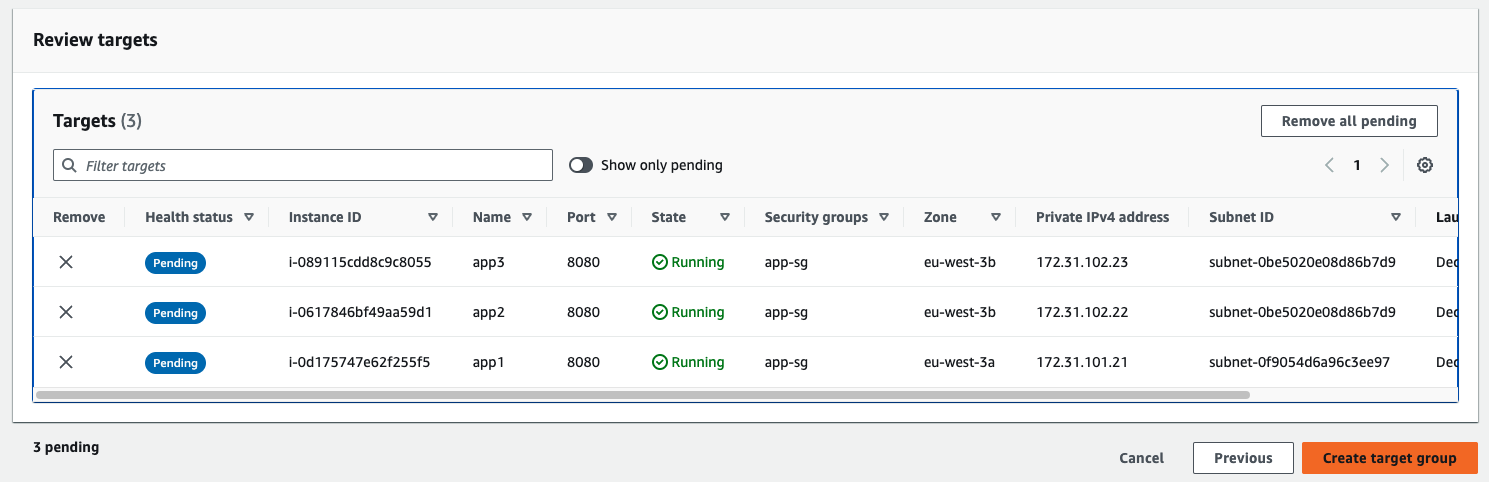 Review targets
Targets (3)
Remove all pending
Filter targets
Show only pending
1
Remove Health status Instance ID Name Port State Security groups Zone Private IPv4 address Subnet ID Lau
Pending i-089115cdd8c9c8055 app3 8080 Running app-sg eu-west-3b 172.31.102.23 subnet-0be5020e08d86b7d9 Dec
Pending i-0617846bf49aa59d1 app2 8080 Running app-sg eu-west-3b 172.31.102.22 subnet-0be5020e08d86b7d9 Dec
Pending i-0d175747e62f255f5 app1 8080 Running app-sg eu-west-3a 172.31.101.21 subnet-0f9054d6a96c3ee97 Dec
3 pending
Cancel Previous Create target group